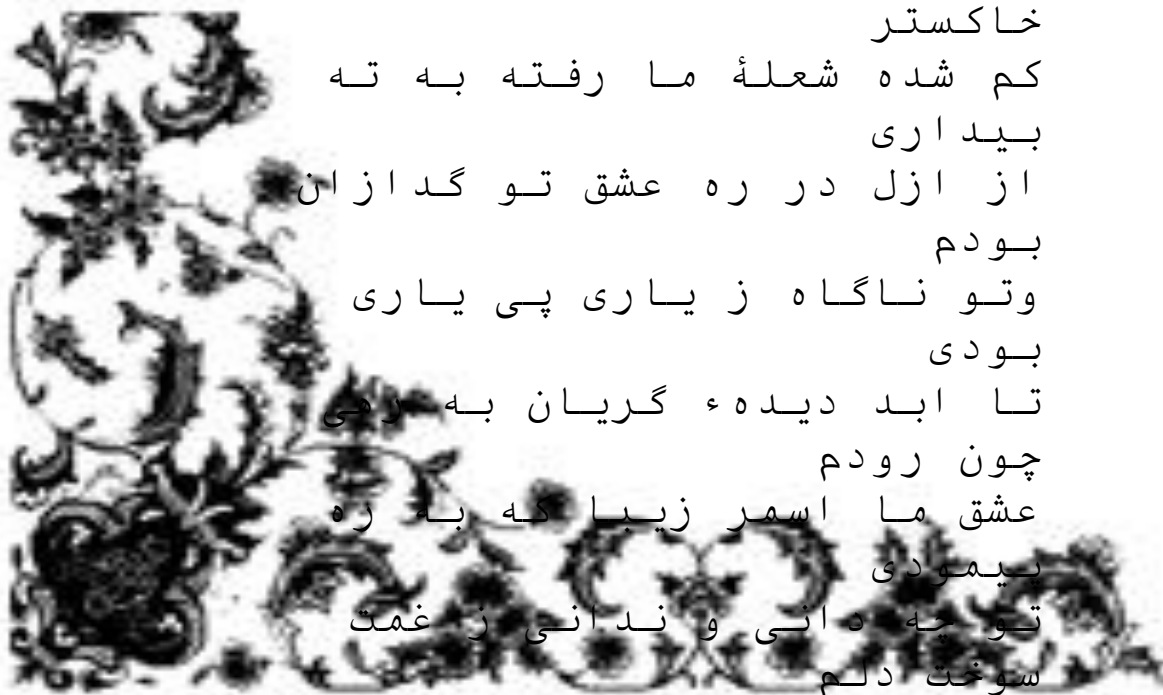 خاکستر
کم شده شعلهٔ ما رفته به ته
بیداری
از ازل در ره عشق تو گدازان
بودم
وتو ناگاه ز یاری پی یاری
بودی
تا ابد دیدهء گریان به رهی
چون رودم
عشق ما اسمر زیبا که به ره
پیمودی
تو چه دانی و ندانی ز غمت
سوخت دلم